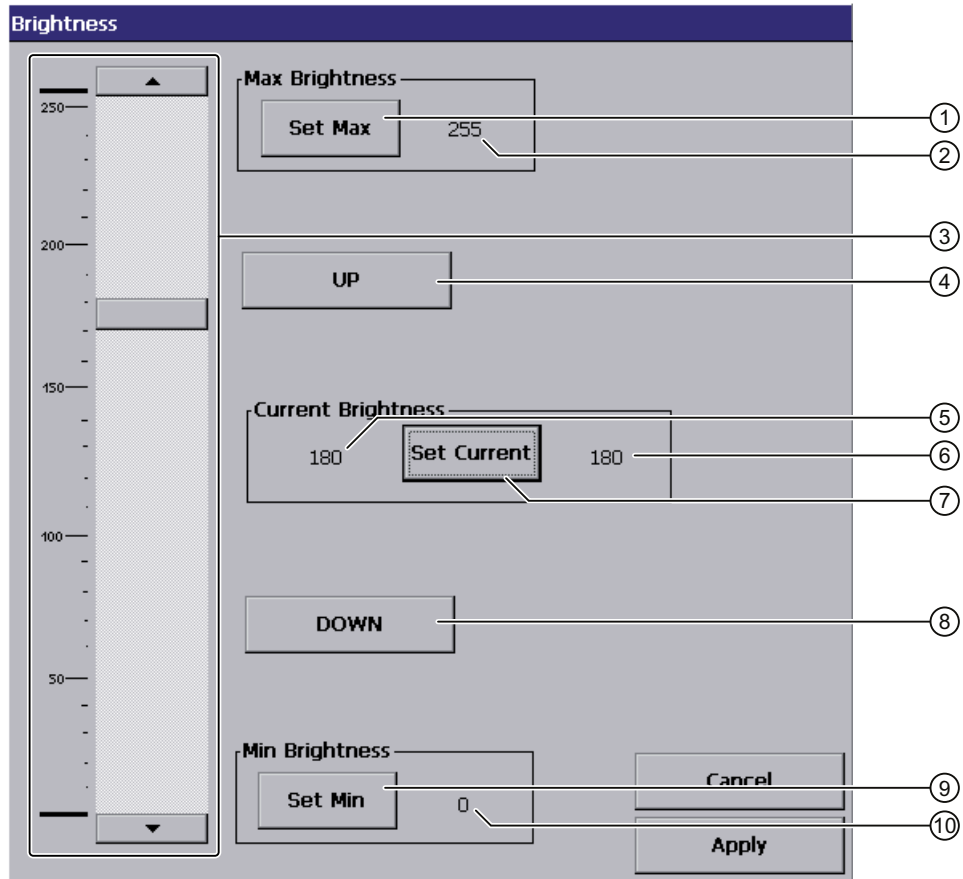 Brightness
Max Brightness
250
Set Max
255
1
2
200
3
UP
4
150
Current Brightness
5
180
Set Current
180
6
7
100
DOWN
8
50
Min Brightness
Cancel
Set Min
0
9
10
Apply